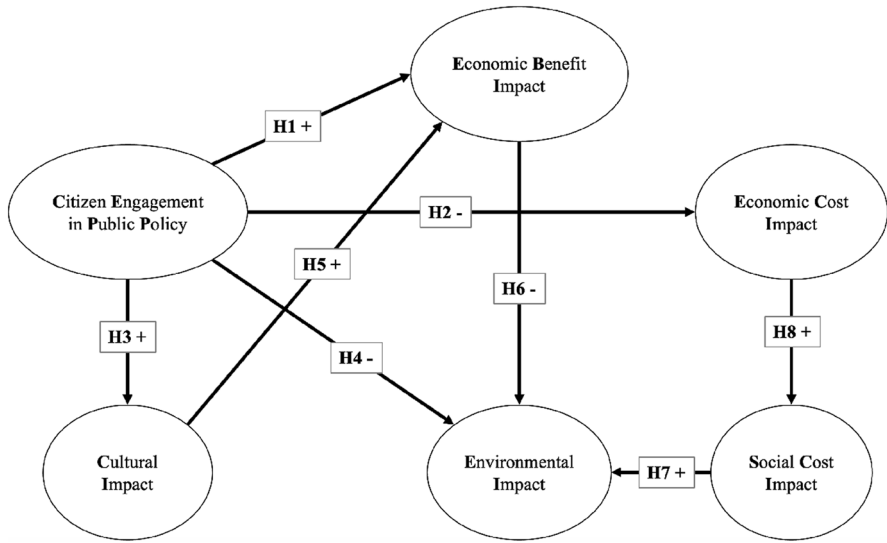 Economic Benefit
Impact
H1 +
Citizen Engagement
in Public Policy
H2 -
Economic Cost
Impact
H5 +
H6 -
H3 +
H4 -
H8 +
Cultural
Impact
Environmental
Impact
H7 +
Social Cost
Impact